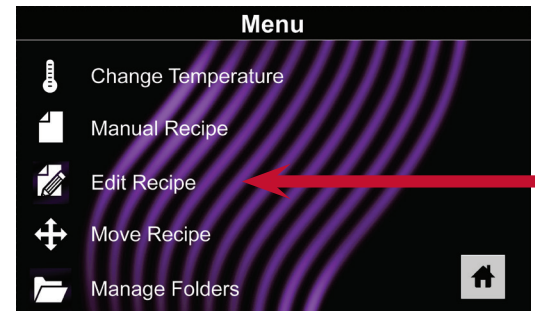 Menu
Change Temperature
Manual Recipe
Edit Recipe
Move Recipe
Manage Folders